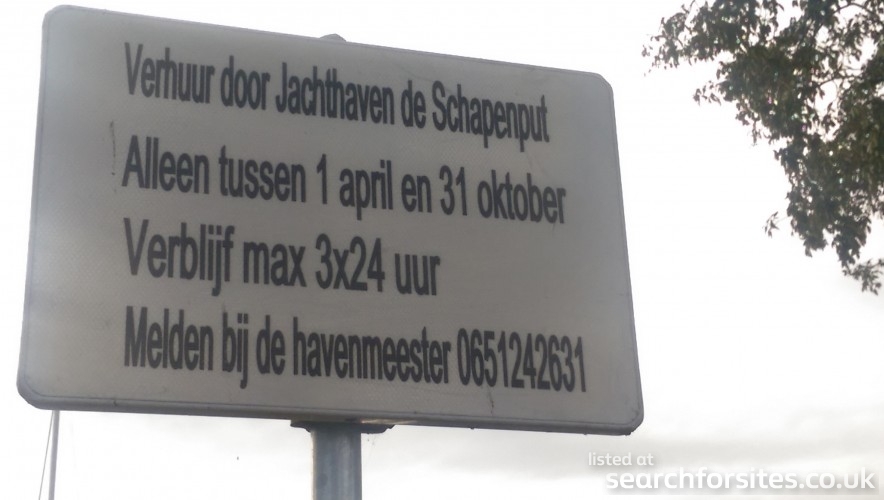 Verhuur door Jachthaven de Schapenput
Alleen tussen 1 april en 31 oktober
Verblijf max 3x24 uur
Melden bij de havenmeester 0651242631
listed at
searchforsites.co.uk